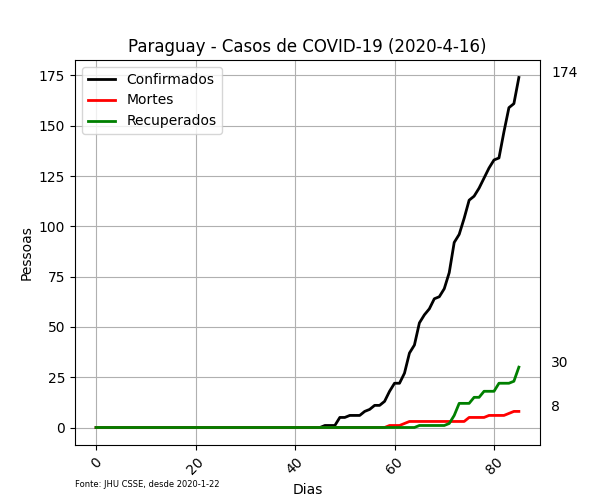 Paraguay - Casos de COVID-19 (2020-4-16)
Confirmados
Mortes
Recuperados
175
150
125
100
75
50
25
0
Pessoas
174
30
8
0
20
40
60
80
Dias
Fonte: JHU CSSE, desde 2020-1-22